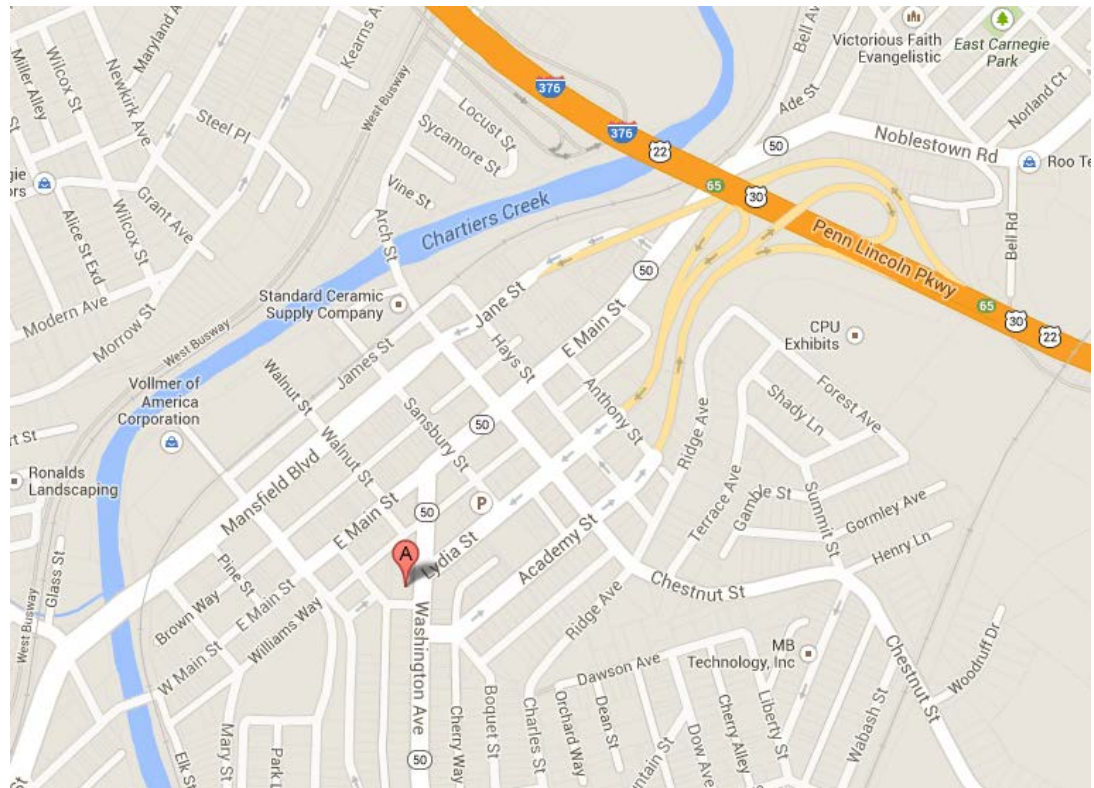 Miller Alley
Wilcox St
Newkirk Ave
Maryland Ave
Kearns Ave
West Busway
Locust St
Sycamore St
Steel Pl
Vine St
Arch St
Grant Ave
Wilcox St
Alice St Exd
Modern Ave
Morrow St
West Busway
Chartiers Creek
376
376
22
65
30
50
Bell Av
Ade St
Victorious Faith
Evangelistic
East Carnegie
Park
Norland Ct
Noblestown Rd
Roo Te
Bell Rd
Penn Lincoln Pkwy
65
30
22
50
Standard Ceramic
Supply Company
Jane St
James St
E Main St
Hays St
Anthony St
CPU
Exhibits
Forest Ave
Shady Ln
Ridge Ave
Terrace Ave
Gamble St
Summit St
Gormley Ave
Henry Ln
Vollmer of
America
Corporation
Walnut St
Walnut St
Sansbury St
50
P
50
Mansfield Blvd
E Main St
Ronalds
Landscaping
rt St
gie
ors
St
Glass St
West Busway
A
Lydia St
Academy St
Chestnut St
Ridge Ave
Pine St
Brown Way
E Main St
Williams Way
W Main St
Washington Ave
50
Mary St
Elk St
Park L
Cherry Way
Boquet St
Charles St
Orchard Way
Dean St
Dawson Ave
MB
Technology, Inc
untain St
Dow Ave
Cherry Alley
Liberty St
Wabash St
Chestnut St
Woodruff Dr